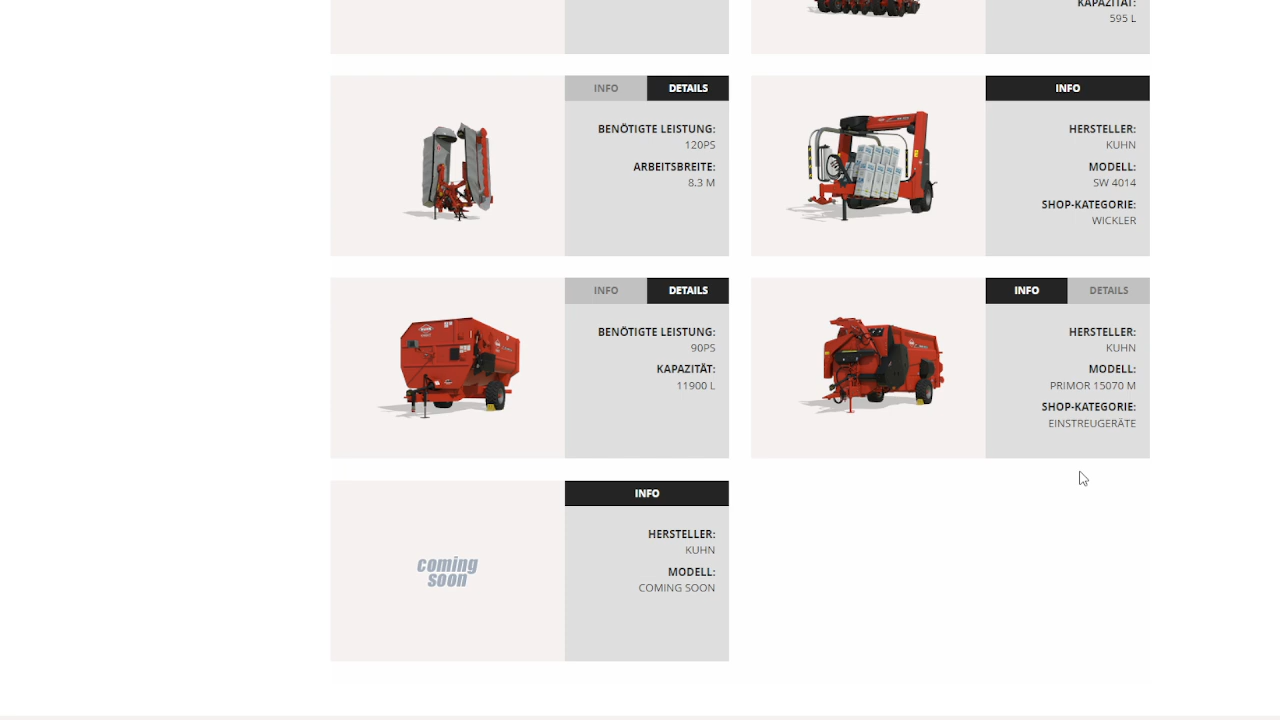 KAPAZITÄT:
595 L
INFO
DETAILS
BENÖTIGTE LEISTUNG:
120PS
ARBEITSBREITE:
8.3 M
INFO
HERSTELLER:
KUHN
MODELL:
SW 4014
SHOP-KATEGORIE:
WICKLER
INFO
DETAILS
BENÖTIGTE LEISTUNG:
90PS
KAPAZITÄT:
11900 L
INFO
DETAILS
HERSTELLER:
KUHN
MODELL:
PRIMOR 15070 M
SHOP-KATEGORIE:
EINSTREUGERÄTE
coming
soon
INFO
HERSTELLER:
KUHN
MODELL:
COMING SOON